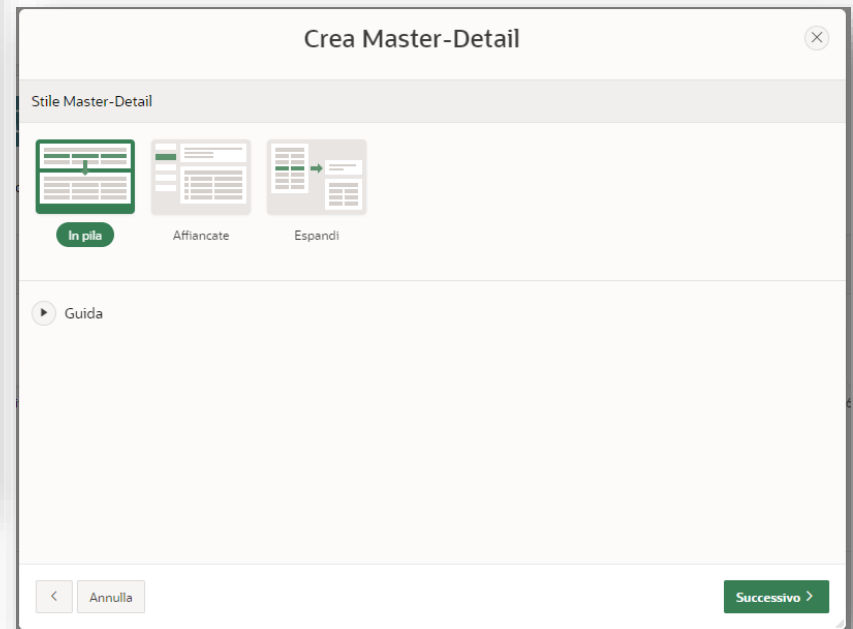 Crea Master-Detail
Stile Master-Detail
In pila
Affiancate
Espandi
Guida
Annulla
Successivo